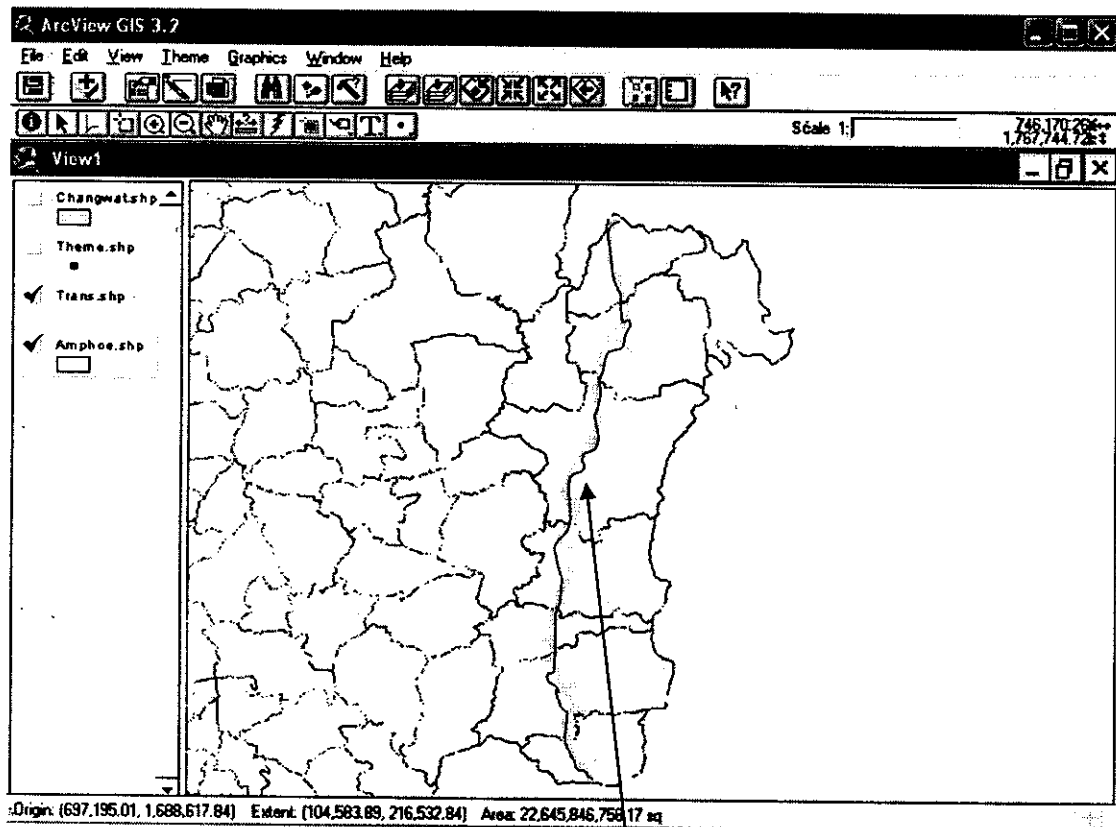 ArcView GIS 3.2
File Edit View Theme Graphics Window Help
Scale 1:
746,170.26
1,767,744.72
View1
Changwat.shp
Theme.shp
Trans.shp
Amphoe.shp
Origin: (697,195.01, 1,688,617.84) Extent: (104,583.89, 216,532.84) Area: 22,645,846,758.17 sq